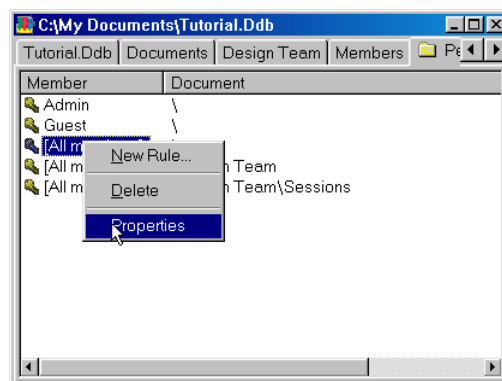 C:\My Documents\Tutorial.Ddb
Tutorial.Ddb Documents Design Team Members
Member Document
Admin \
Guest \
[All
[All Team
[All Team\Sessions
New Rule...
Delete
Properties